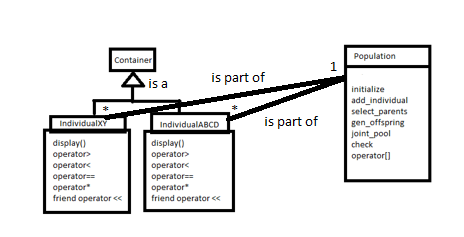 Container
is a
is part of
1
Population
initialize
add_individual
select_parents
gen_offspring
joint_pool
check
operator[]
*
*
is part of
IndividualXY
display()
operator>
operator<
operator==
operator*
friend operator <<
IndividualABCD
display()
operator>
operator<
operator==
operator*
friend operator <<